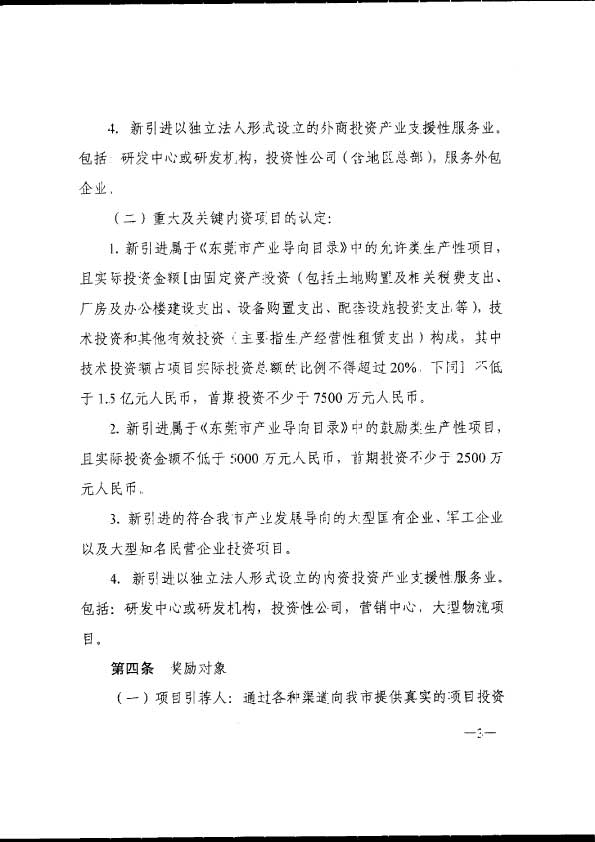 4. 新引进以独立法人形式设立的外商投资产业支援性服务业。
包括: 研发中心或研发机构，投资性公司（含地区总部），服务外包
企业。
（二）重大及关键内资项目的认定：
1. 新引进属于《东莞市产业导向目录》中的允许类生产性项目，
且实际投资金额[由固定资产投资（包括土地购置及相关税费支出、
厂房及办公楼建设支出、设备购置支出、配套设施投资支出等），技
术投资和其他有效投资（主要指生产经营性租赁支出）构成，其中
技术投资额占项目实际投资总额的比例不得超过20%，下同] 不低
于 1.5 亿元人民币，首期投资不少于 7500 万元人民币。
2. 新引进属于《东莞市产业导向目录》中的鼓励类生产性项目，
且实际投资金额不低于 5000 万元人民币，首期投资不少于 2500 万
元人民币。
3. 新引进的符合我市产业发展导向的大型国有企业、军工企业
以及大型知名民营企业投资项目。
4. 新引进以独立法人形式设立的内资投资产业支援性服务业。
包括：研发中心或研发机构，投资性公司，营销中心，大型物流项
目。
第四条 奖励对象
（一）项目引荐人：通过各种渠道向我市提供真实的项目投资
—3—